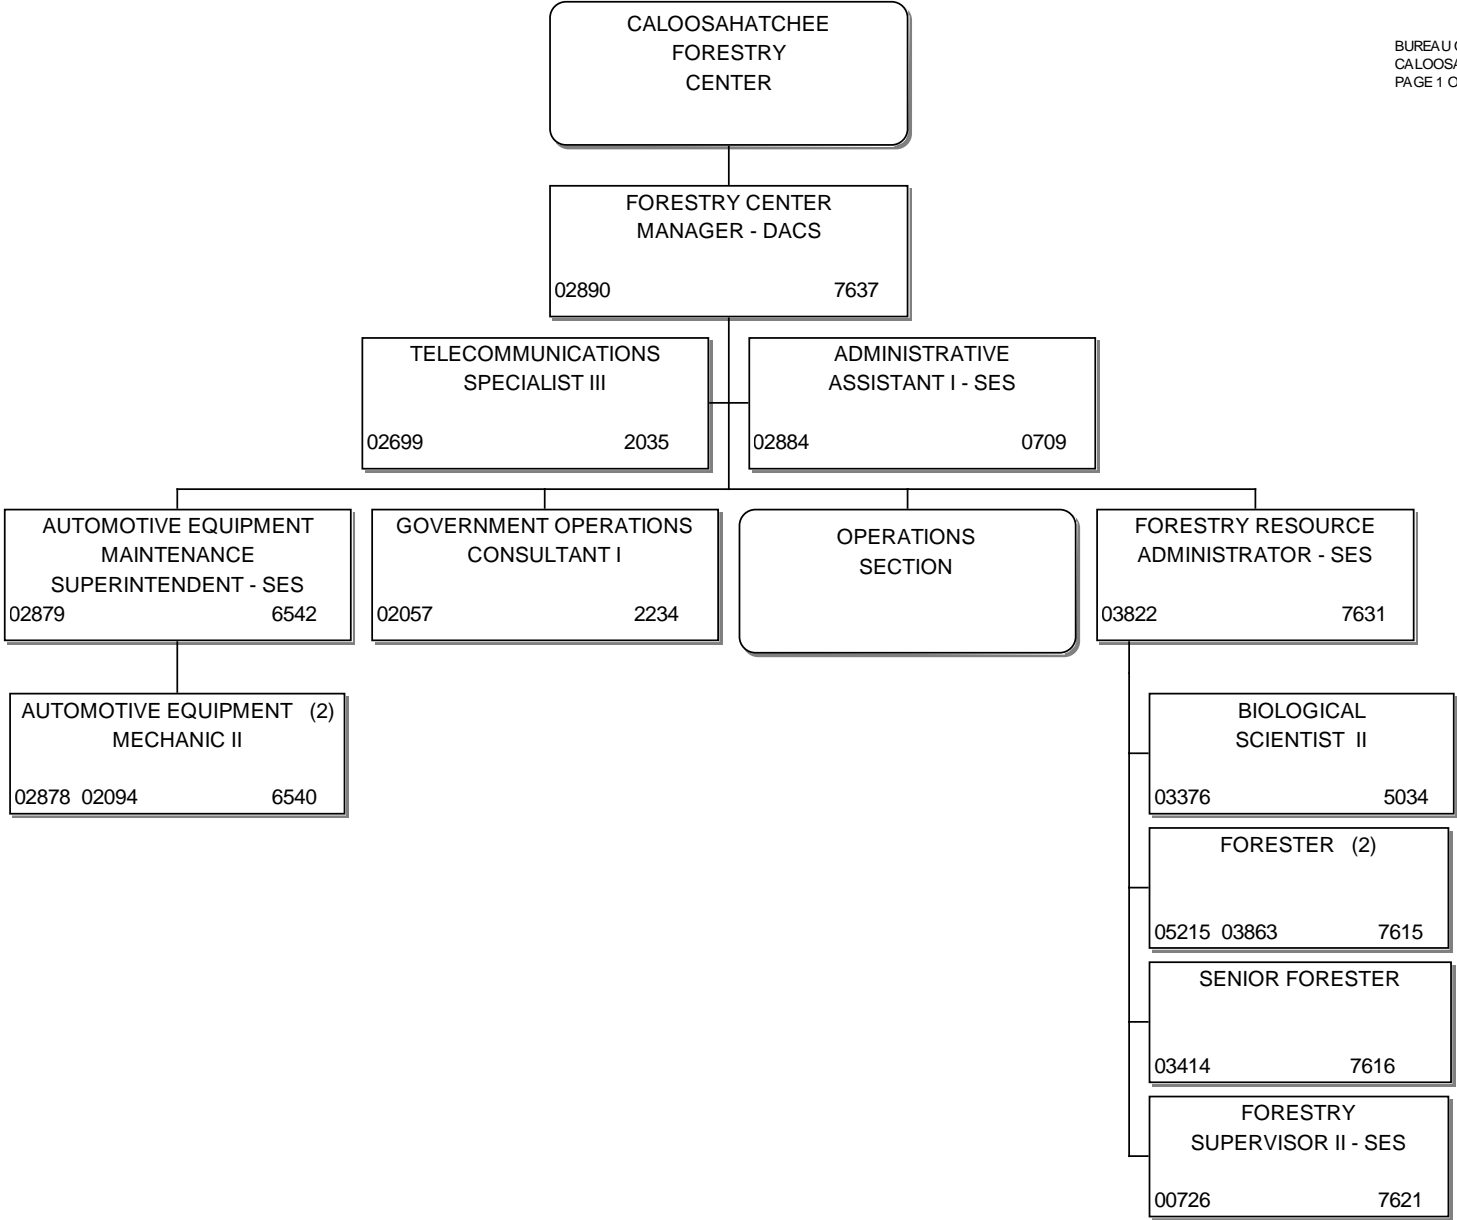 CALOOSAHATCHEE
FORESTRY
CENTER
BUREAU
PAGE 1
FORESTRY CENTER
MANAGER - DACS
02890 7637
TELECOMMUNICATIONS
SPECIALIST III
02699 2035
ADMINISTRATIVE
ASSISTANT I - SES
02884 0709
AUTOMOTIVE EQUIPMENT
MAINTENANCE
SUPERINTENDENT - SES
02879 6542
GOVERNMENT OPERATIONS
CONSULTANT I
02057 2234
OPERATIONS
SECTION
FORESTRY RESOURCE
ADMINISTRATOR - SES
03822 7631
AUTOMOTIVE EQUIPMENT (2)
MECHANIC II
02878 02094 6540
BIOLOGICAL
SCIENTIST II
03376 5034
FORESTER (2)
05215 03863 7615
SENIOR FORESTER
03414 7616
FORESTRY
SUPERVISOR II - SES
00726 7621